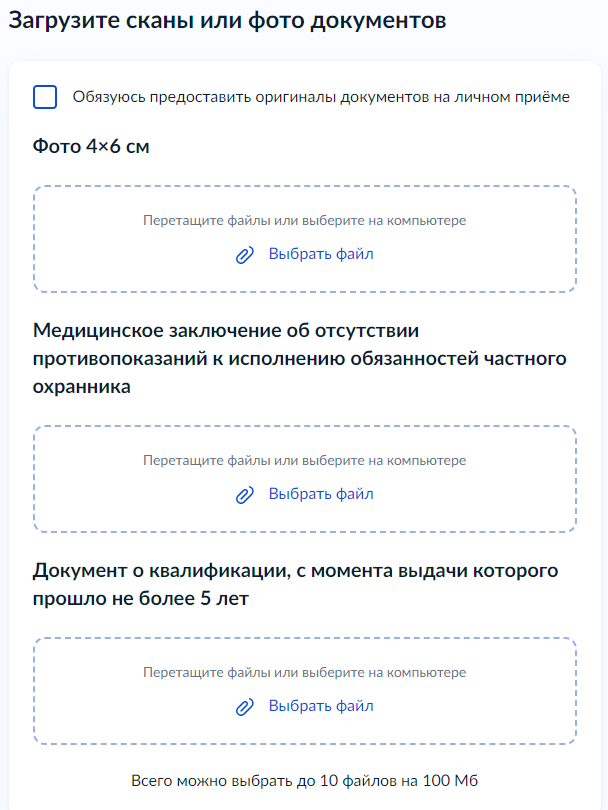 Загрузите сканы или фото документов
Обязуюсь предоставить оригиналы документов на личном приёме
Фото 4×6 см
Перетащите файлы или выберите на компьютере
Выбрать файл
Медицинское заключение об отсутствии
противопоказаний к исполнению обязанностей частного
охранника
Перетащите файлы или выберите на компьютере
Выбрать файл
Документ о квалификации, с момента выдачи которого
прошло не более 5 лет
Перетащите файлы или выберите на компьютере
Выбрать файл
Всего можно выбрать до 10 файлов на 100 Мб